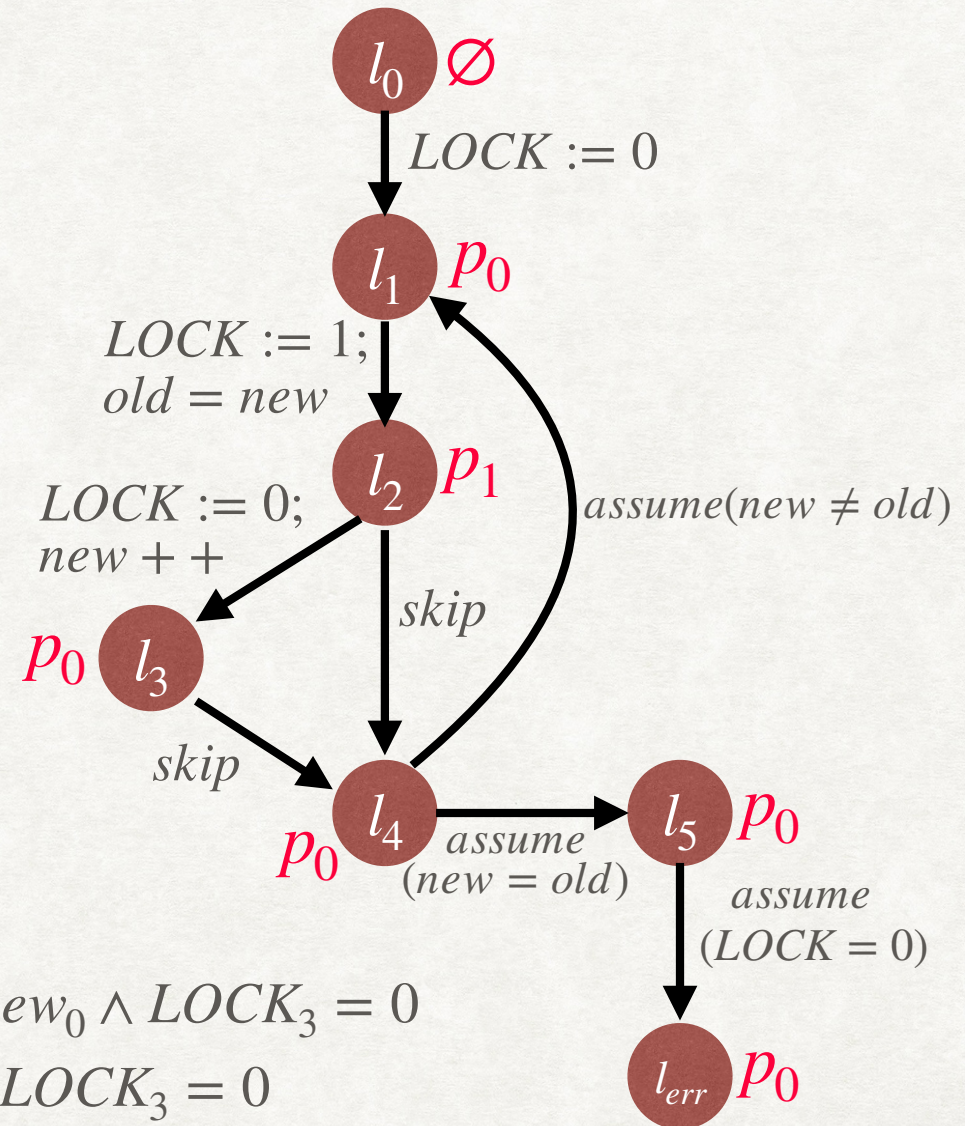 l₀ ∅
LOCK := 0
l₁ p₀
LOCK := 1;
old = new
l₂ p₁
assume(new ≠ old)
LOCK := 0;
new + +
skip
p₀ l₃
skip
p₀ l₄
assume
(new = old)
l₅ p₀
assume
(LOCK = 0)
ew₀ ∧ LOCK₃ = 0
LOCK₃ = 0
l_err p₀